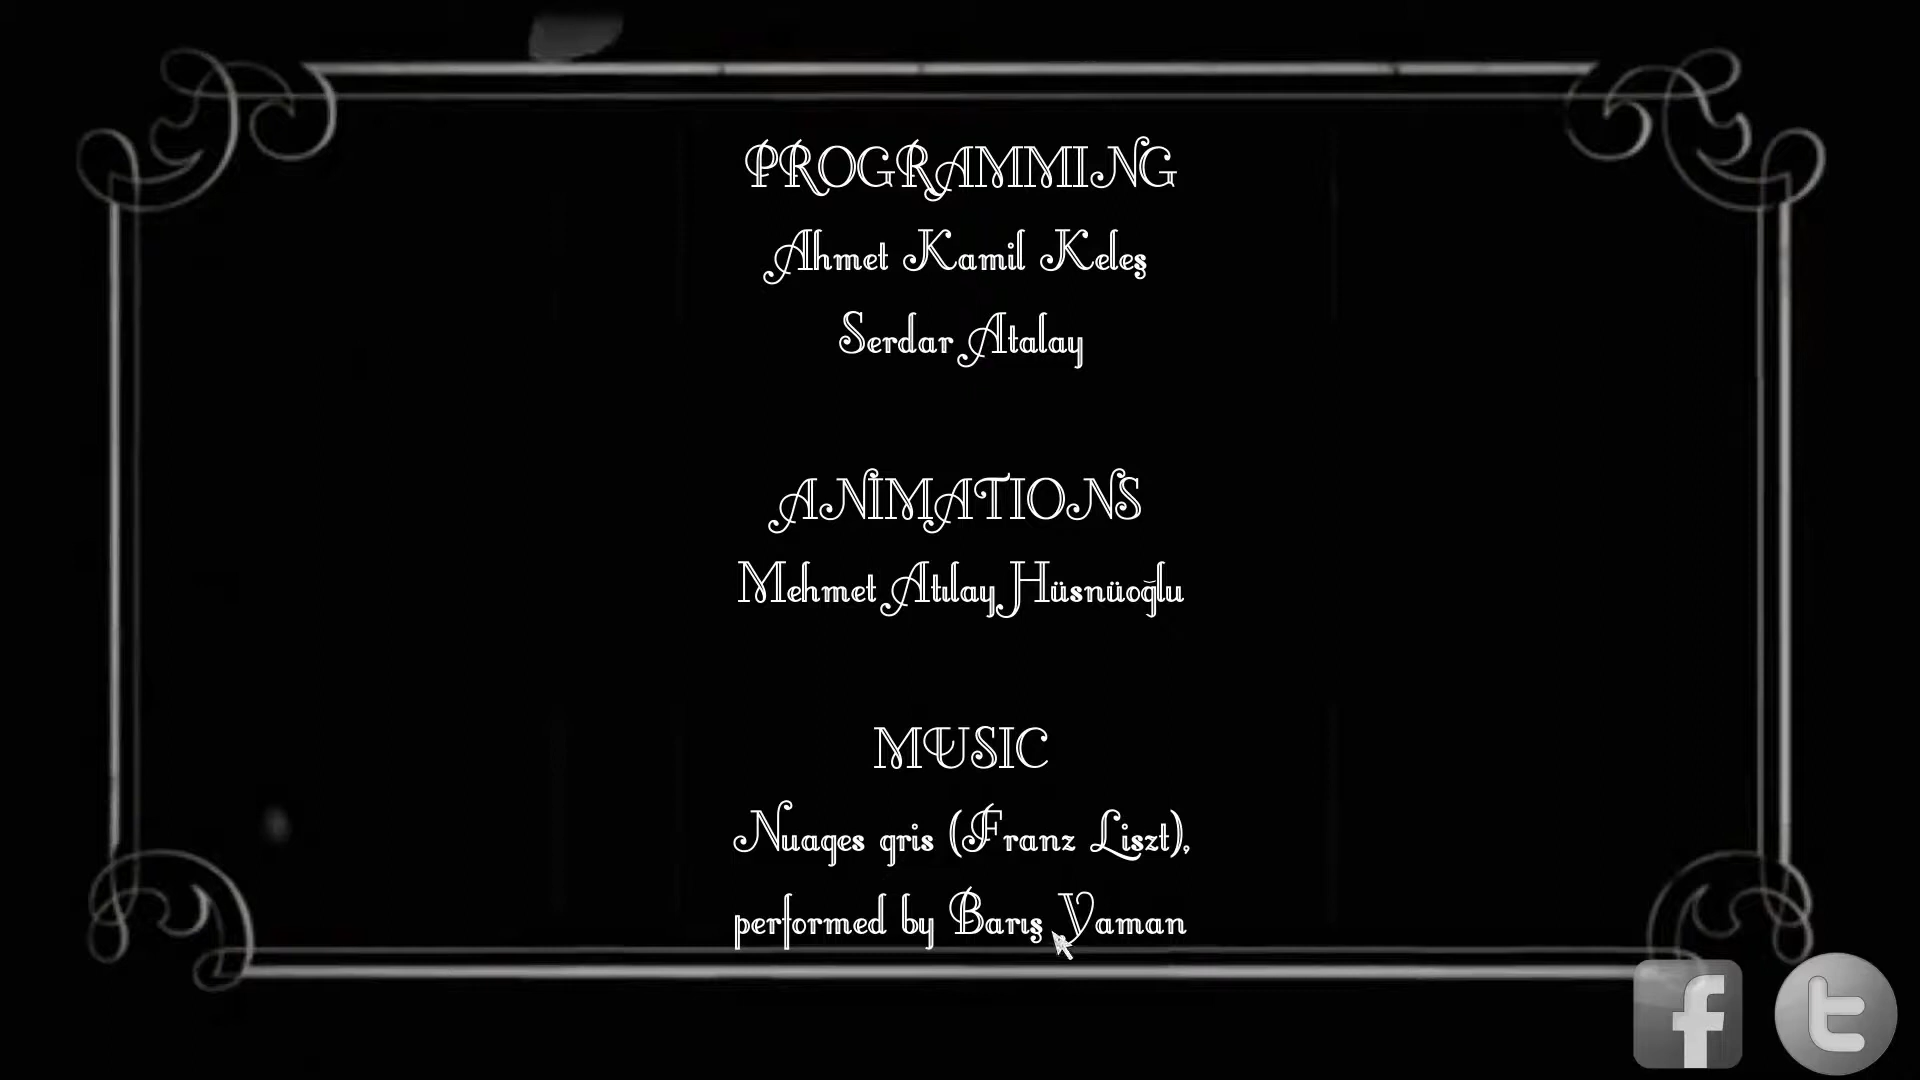 PROGRAMMING
Ahmet Kamil Keleş
Serdar Atalay
ANIMATIONS
Mehmet Atılay Hüsnüoğlu
MUSIC
Nuages gris (Franz Liszt),
performed by Barış Yaman